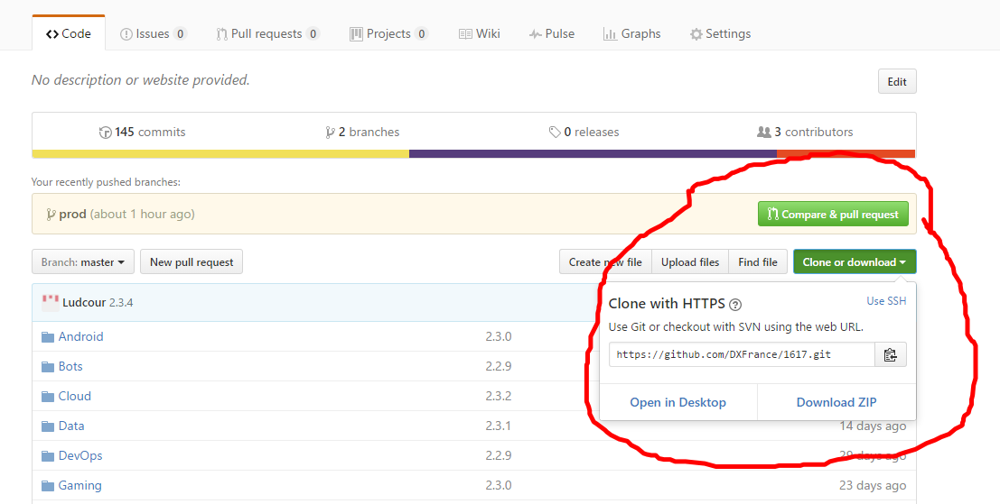 Code Issues 0 Pull requests 0 Projects 0 Wiki Pulse Graphs Settings
No description or website provided. Edit
145 commits 2 branches 0 releases 3 contributors
Your recently pushed branches:
prod (about 1 hour ago) Compare & pull request
Branch: master New pull request Create new file Upload files Find file Clone or download
Ludcour 2.3.4
Clone with HTTPS ? Use SSH
Use Git or checkout with SVN using the web URL.
https://github.com/DXFrance/1617.git
Open in Desktop Download ZIP
Android 2.3.0
Bots 2.2.9
Cloud 2.3.2
Data 2.3.1 14 days ago
DevOps 2.2.9 29 days ago
Gaming 2.3.0 23 days ago